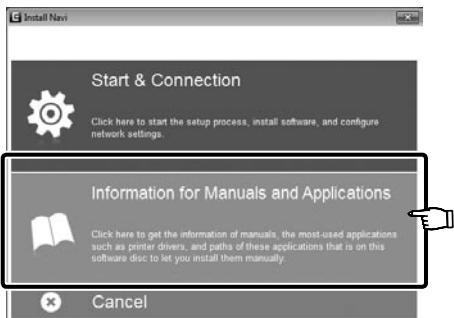 Install Navi
Start & Connection
Click here to start the setup process, install software, and configure
network settings.
Information for Manuals and Applications
Click here to get the information of manuals, the most-used applications
such as printer drivers, and paths of these applications that is on this
software disc to let you install them manually.
Cancel